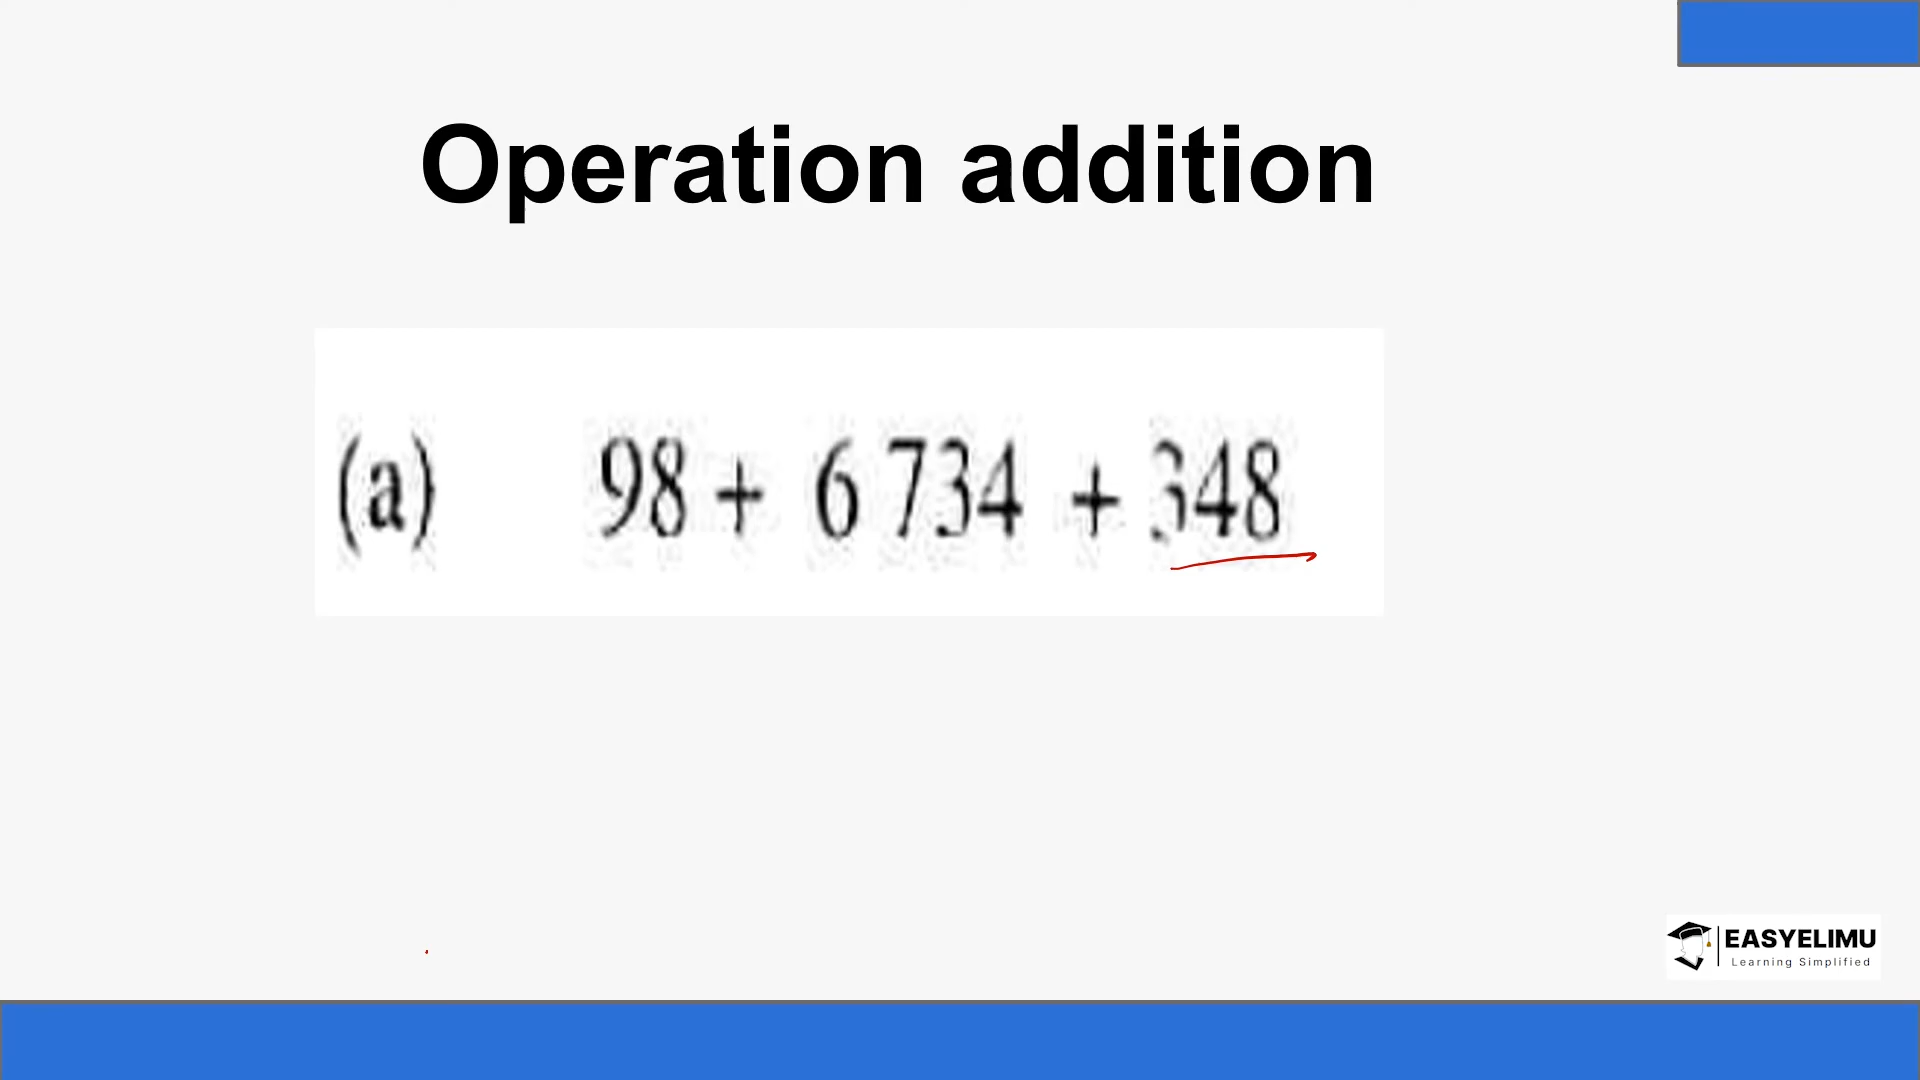 Operation addition
(a) 98 + 6 734 + 348
EASYELIMU
Learning Simplified